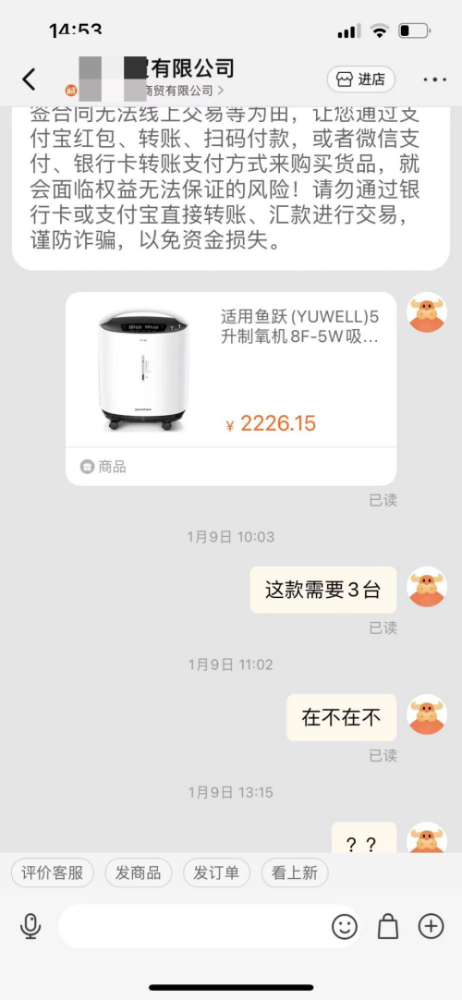 14:53
贸有限公司
进店
商贸有限公司 >
签合同无法线上交易等为由，让您通过支
付宝红包、转账、扫码付款，或者微信支
付、银行卡转账支付方式来购买货品，就
会面临权益无法保证的风险！请勿通过银
行卡或支付宝直接转账、汇款进行交易，
谨防诈骗，以免资金损失。
适用鱼跃(YUWELL)5
升制氧机8F-5W吸...
¥ 2226.15
商品
已读
1月9日 10:03
这款需要3台
已读
1月9日 11:02
在不在不
已读
1月9日 13:15
？？
评价客服
发商品
发订单
看上新